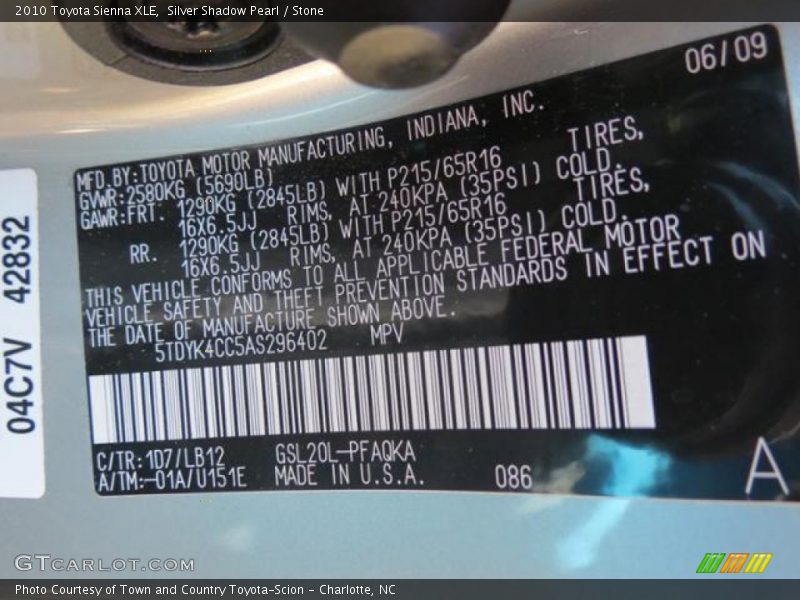 2010 Toyota Sienna XLE, Silver Shadow Pearl / Stone
06/09
MFD.BY:TOYOTA MOTOR MANUFACTURING, INDIANA, INC.
GVWR:2580KG (5690LB)
GAWR:FRT. 1290KG (2845LB) WITH P215/65R16 TIRES,
16X6.5JJ RIMS, AT 240KPA (35PSI) COLD.
RR. 1290KG (2845LB) WITH P215/65R16 TIRES,
16X6.5JJ RIMS, AT 240KPA (35PSI) COLD.
THIS VEHICLE CONFORMS TO ALL APPLICABLE FEDERAL MOTOR
VEHICLE SAFETY AND THEFT PREVENTION STANDARDS IN EFFECT ON
THE DATE OF MANUFACTURE SHOWN ABOVE.
5TDYK4CC5AS296402 MPV
C/TR:1D7/LB12 GSL20L-PFAQKA
A/TM:-01A/U151E MADE IN U.S.A. 086 A
04C7V 42832
GTCARLOT.COM
Photo Courtesy of Town and Country Toyota-Scion - Charlotte, NC